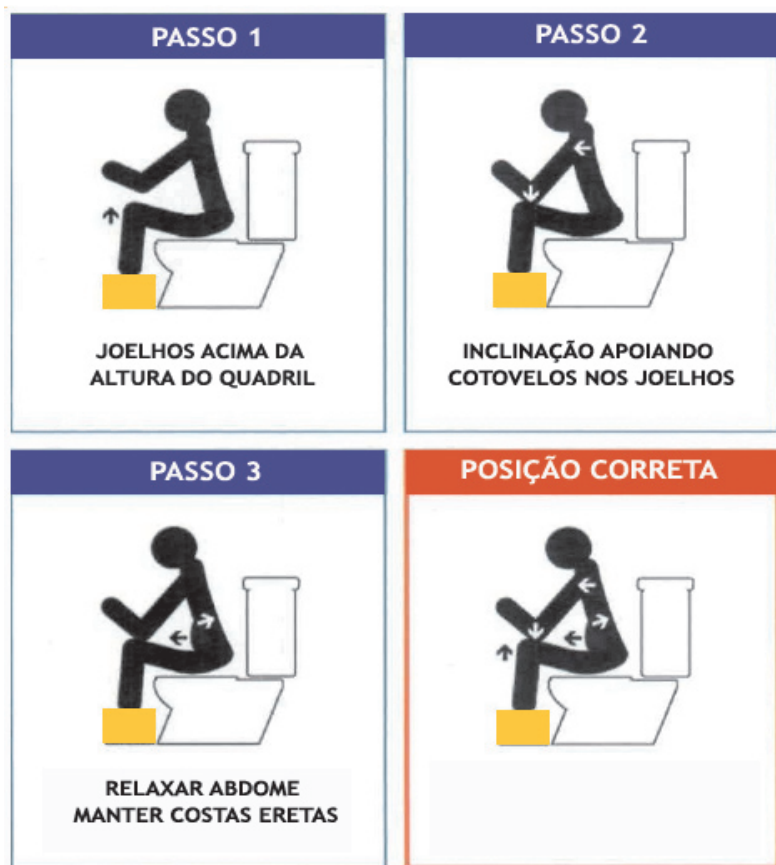 PASSO 1
JOELHOS ACIMA DA
ALTURA DO QUADRIL
PASSO 2
INCLINAÇÃO APOIANDO
COTOVELOS NOS JOELHOS
PASSO 3
RELAXAR ABDOME
MANTER COSTAS ERETAS
POSIÇÃO CORRETA